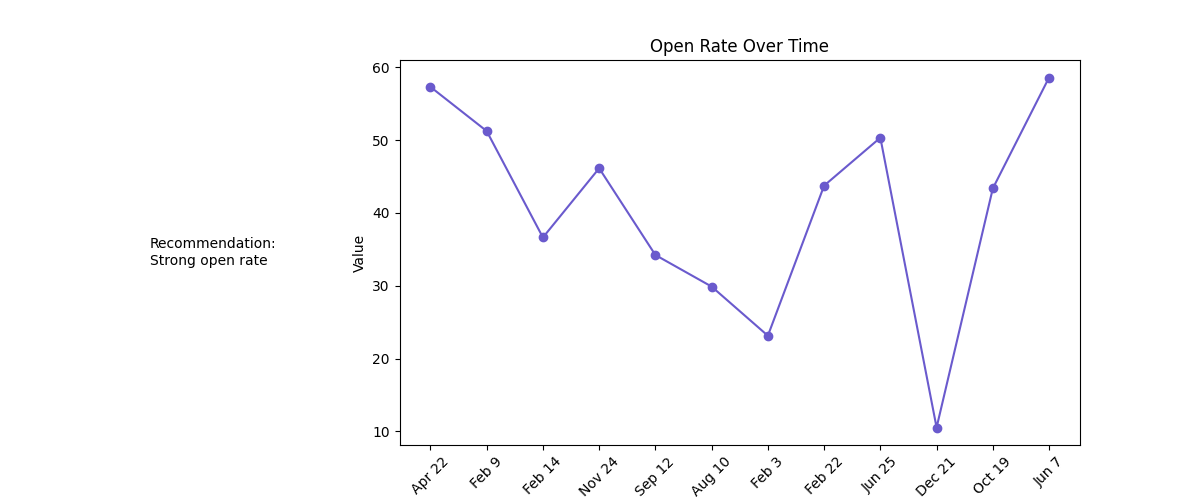 Open Rate Over Time
Recommendation:
Strong open rate
Value
60
50
40
30
20
10
Apr 22
Feb 9
Feb 14
Nov 24
Sep 12
Aug 10
Feb 3
Feb 22
Jun 25
Dec 21
Oct 19
Jun 7